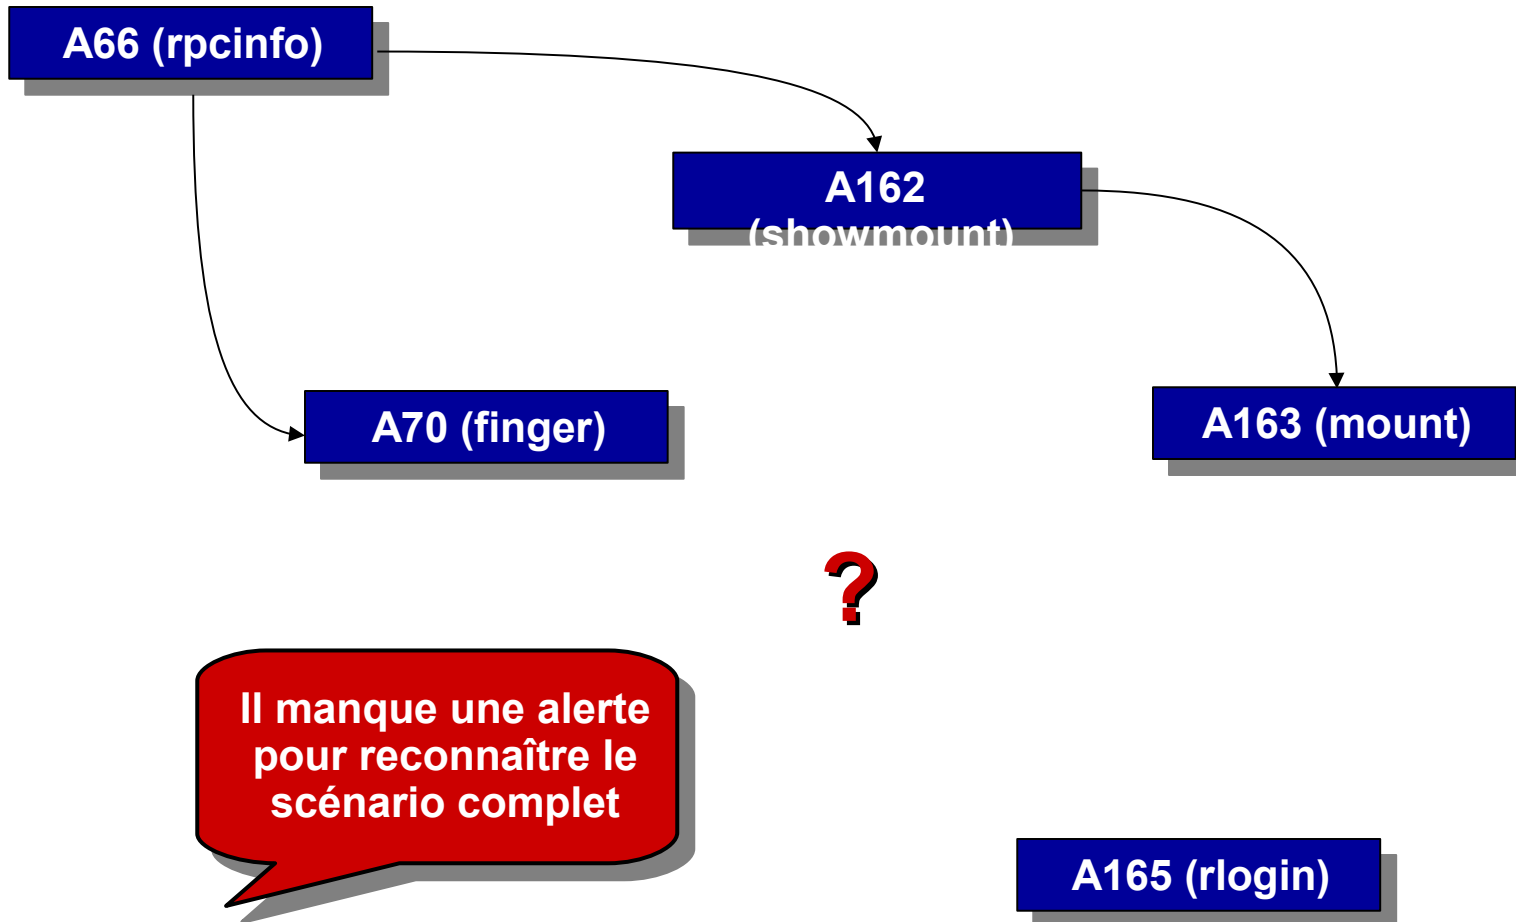 A66 (rpcinfo)
A162
(showmount)
A70 (finger)
A163 (mount)
?
Il manque une alerte
pour reconnaître le
scénario complet
A165 (rlogin)